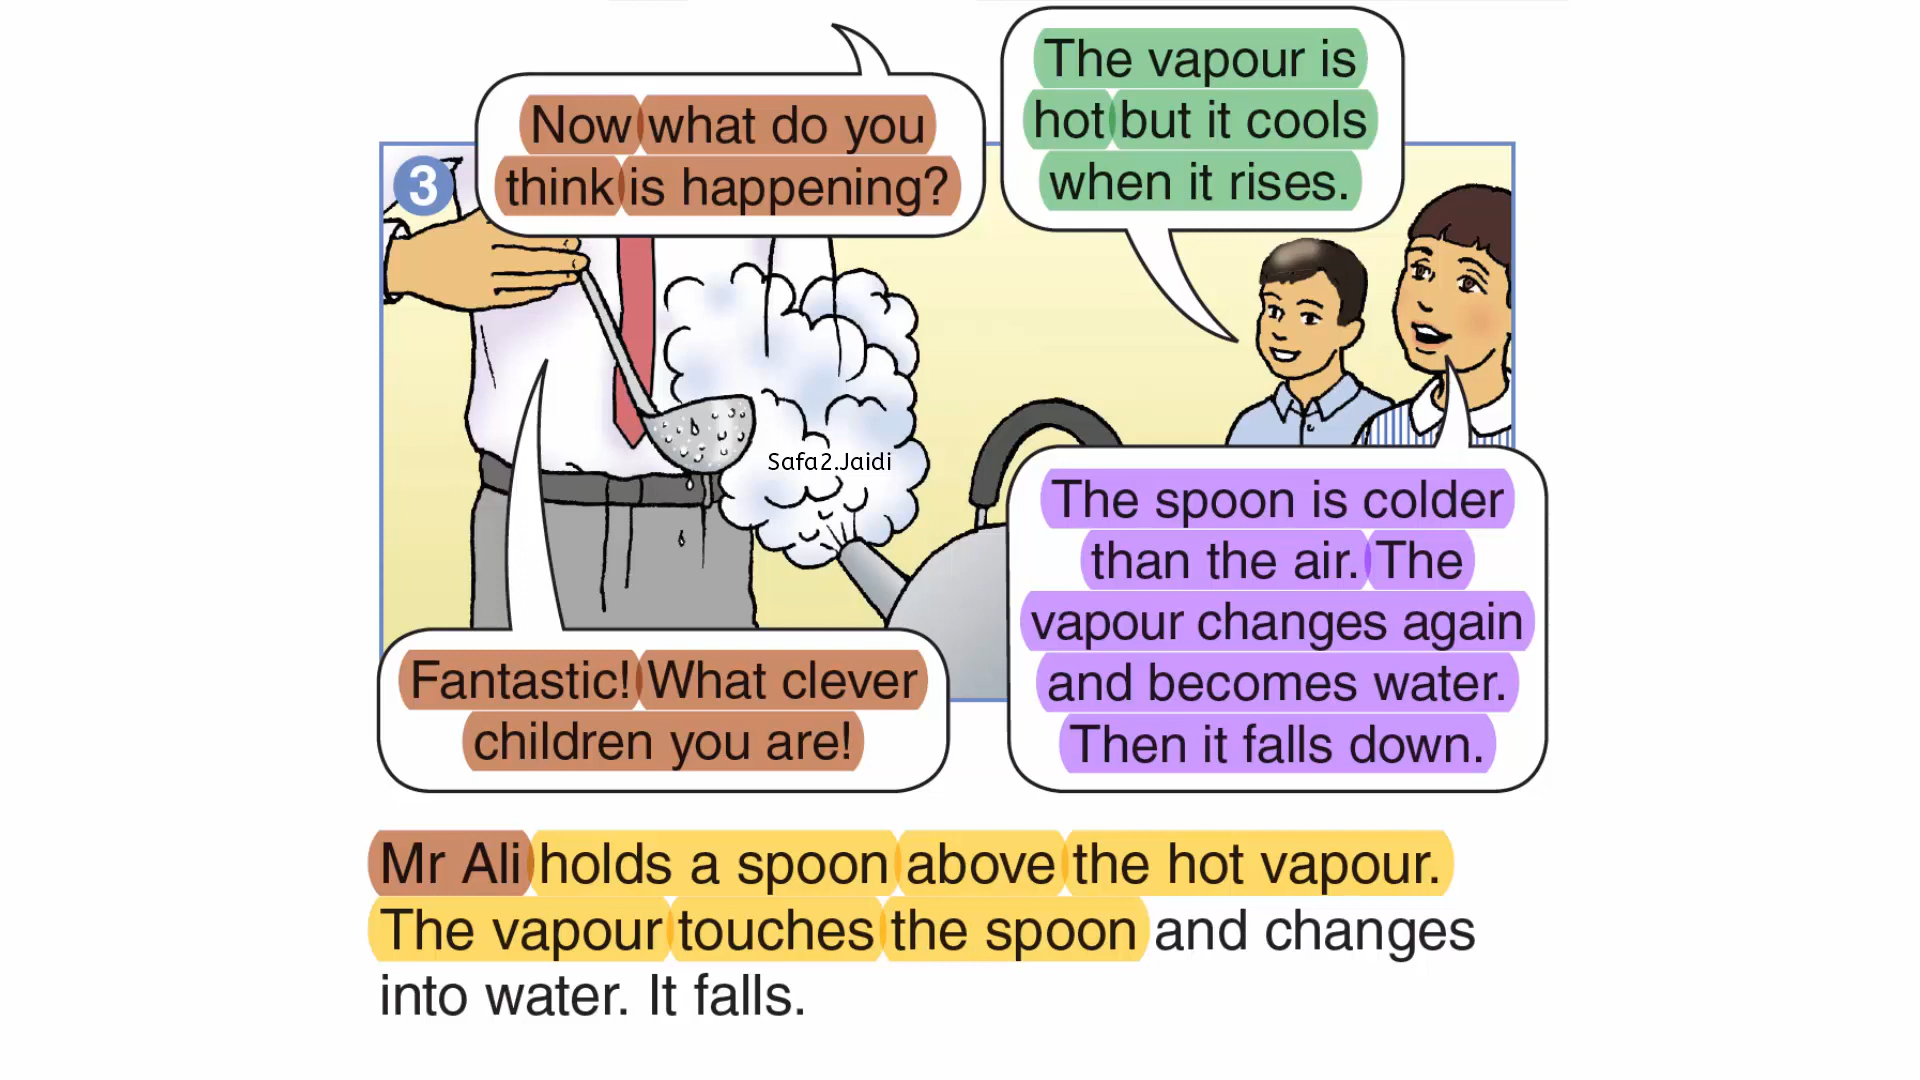 Now what do you
think is happening?
The vapour is
hot but it cools
when it rises.
3
Safa2.Jaidi
The spoon is colder
than the air. The
vapour changes again
and becomes water.
Then it falls down.
Fantastic! What clever
children you are!
Mr Ali holds a spoon above the hot vapour.
The vapour touches the spoon and changes
into water. It falls.